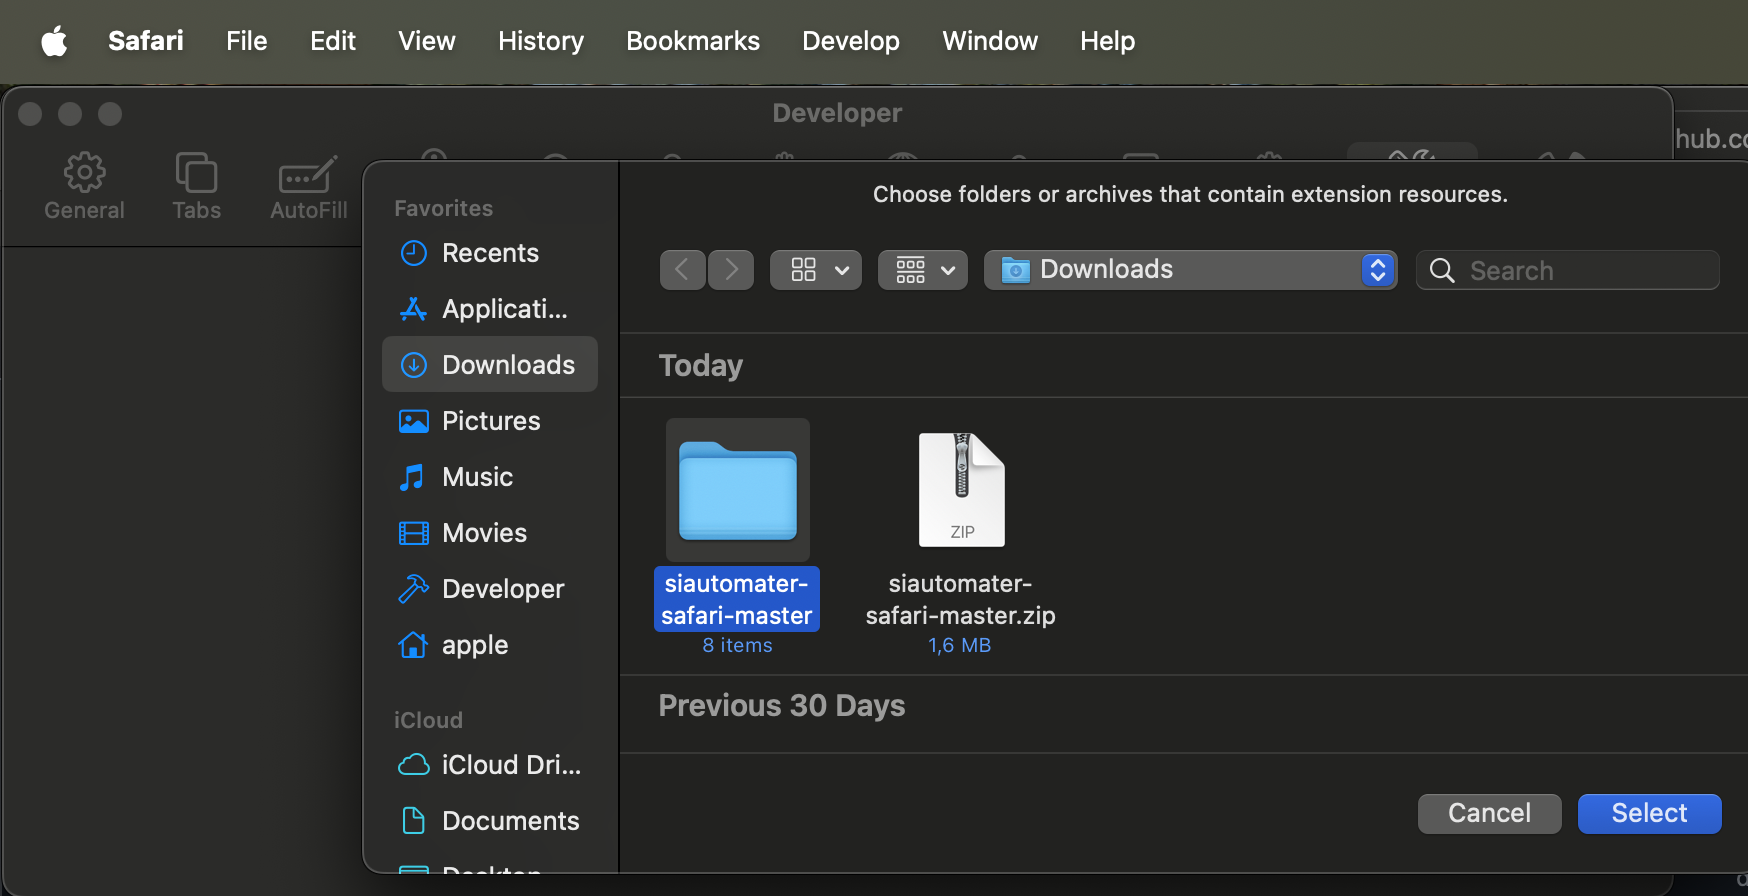 Safari File Edit View History Bookmarks Develop Window Help
Developer
hub.co
General Tabs AutoFill
Choose folders or archives that contain extension resources.
Favorites
Recents
Applicati...
Downloads
Pictures
Music
Movies
Developer
apple
iCloud
iCloud Dri...
Documents
Downloads
Search
Today
siautomater-
safari-master
8 items
ZIP
siautomater-
safari-master.zip
1,6 MB
Previous 30 Days
Cancel Select